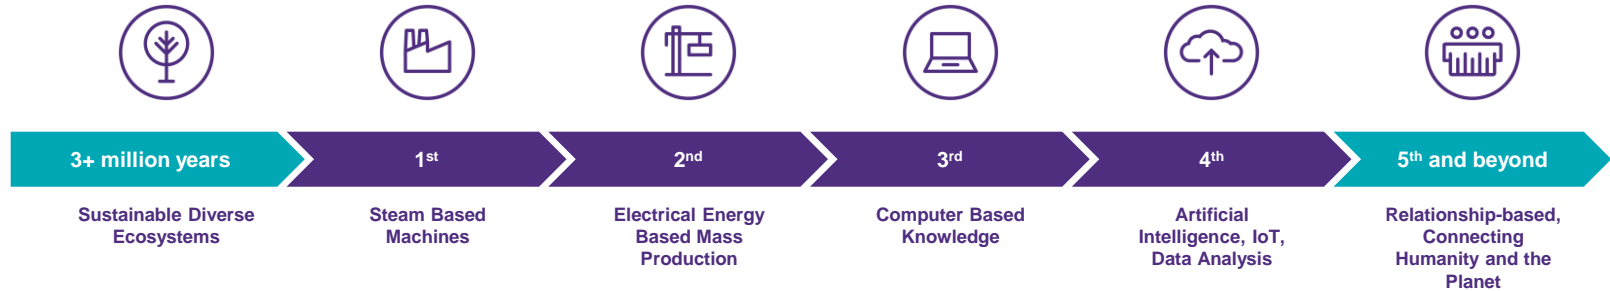 3+ million years
1st
2nd
3rd
4th
5th and beyond
Sustainable Diverse
Ecosystems
Steam Based
Machines
Electrical Energy
Based Mass
Production
Computer Based
Knowledge
Artificial
Intelligence, IoT,
Data Analysis
Relationship-based,
Connecting
Humanity and the
Planet